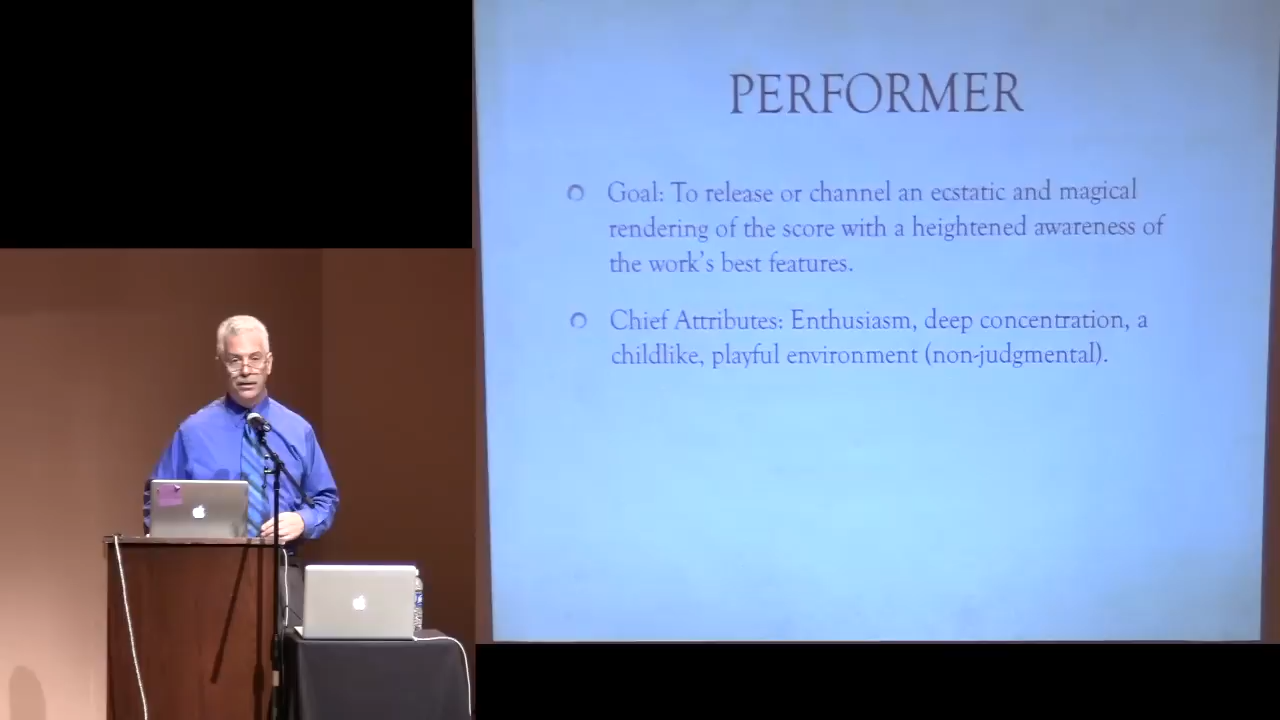 PERFORMER
Goal: To release or channel an ecstatic and magical
rendering of the score with a heightened awareness of
the work's best features.
Chief Attributes: Enthusiasm, deep concentration, a
childlike, playful environment (non-judgmental).